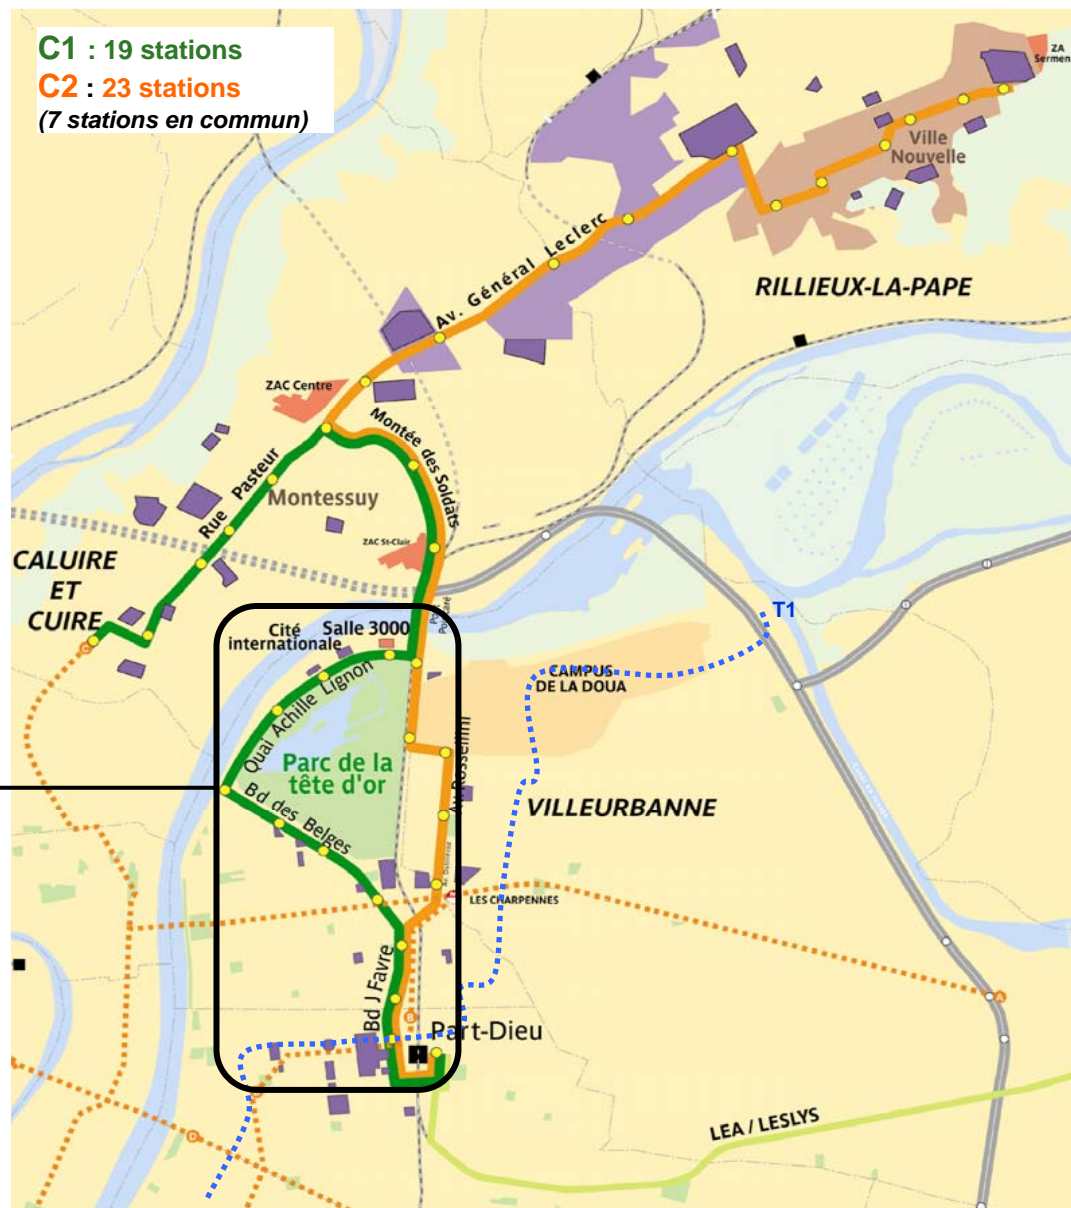 C1 : 19 stations
C2 : 23 stations
(7 stations en commun)
ZA
Sermen
Ville
Nouvelle
Av. Général Leclerc
RILLIEUX-LA-PAPE
ZAC Centre
Montée des Soldats
Rue Pasteur
Montessuy
ZAC St-Clair
CALUIRE
ET
CUIRE
T1
Cité
internationale
Salle 3000
CAMPUS
DE LA DOUA
Quai Achille Lignon
Parc de la
tête d'or
Av Rossellini
Bd des Belges
VILLEURBANNE
LES CHARPENNES
Bd J Favre
Part-Dieu
LEA / LESLYS
C
B
A
D